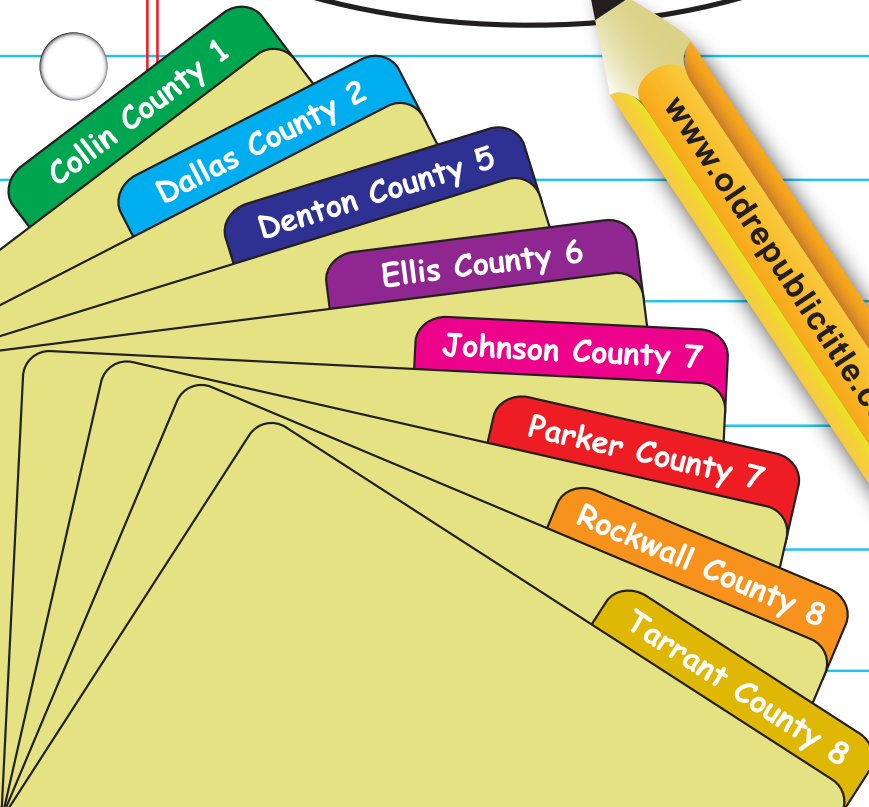 Collin County 1
Dallas County 2
Denton County 5
Ellis County 6
Johnson County 7
Parker County 7
Rockwall County 8
Tarrant County 8
www.oldrepublictitle.c